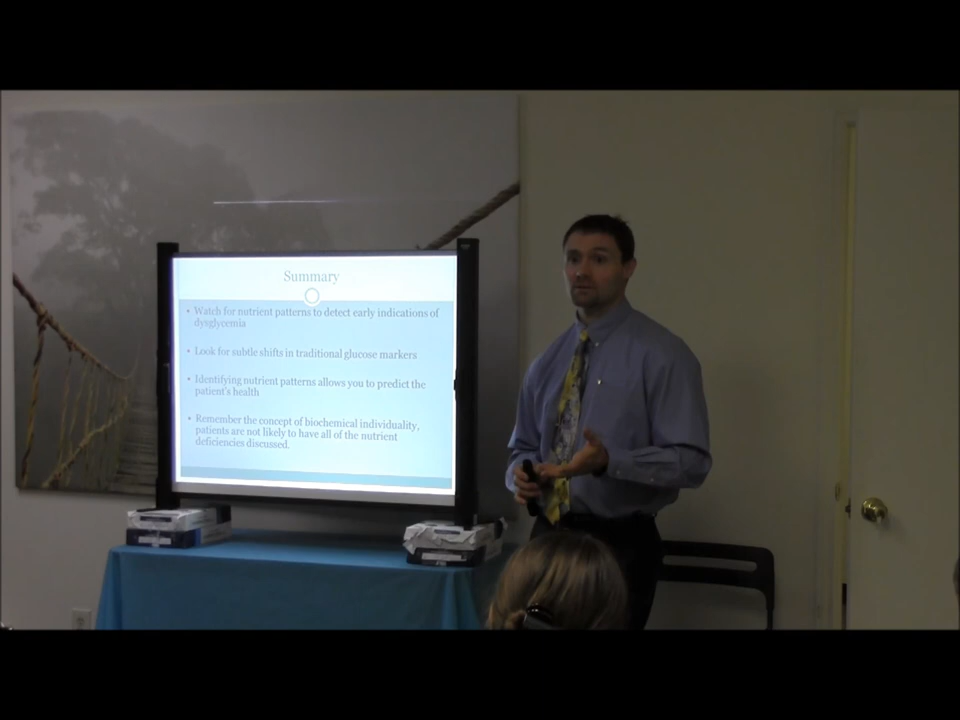 Summary
• Watch for nutrient patterns to detect early indications of
dysglycemia
• Look for subtle shifts in traditional glucose markers
• Identifying nutrient patterns allows you to predict the
patient's health
• Remember the concept of biochemical individuality,
patients are not likely to have all of the nutrient
deficiencies discussed.